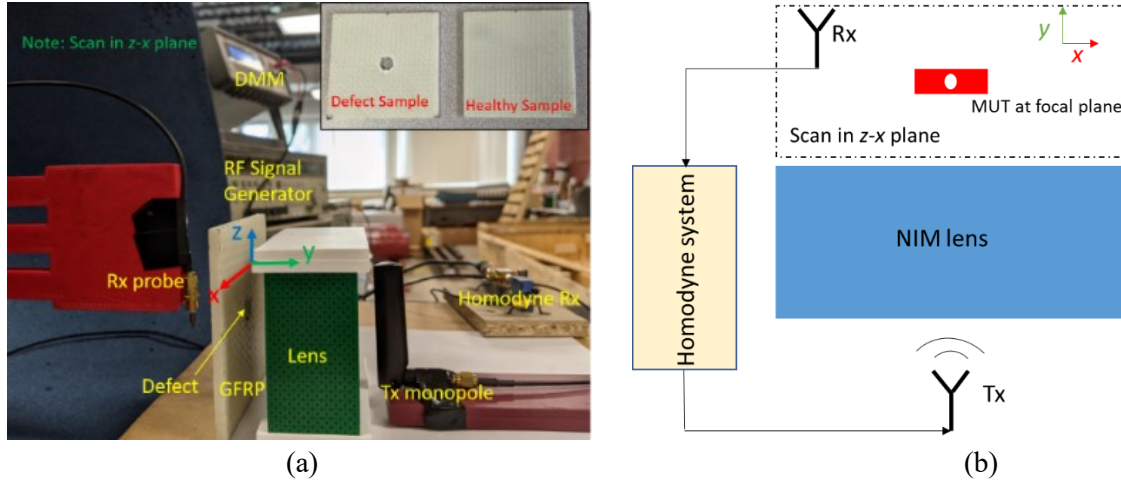 Note: Scan in z-x plane
DMM
Defect Sample
Healthy Sample
RF Signal
Generator
z
y
x
Rx probe
Homodyne Rx
Lens
Defect
GFRP
Tx monopole
(a)
Rx
y
x
MUT at focal plane
Scan in z-x plane
Homodyne system
NIM lens
Tx
(b)